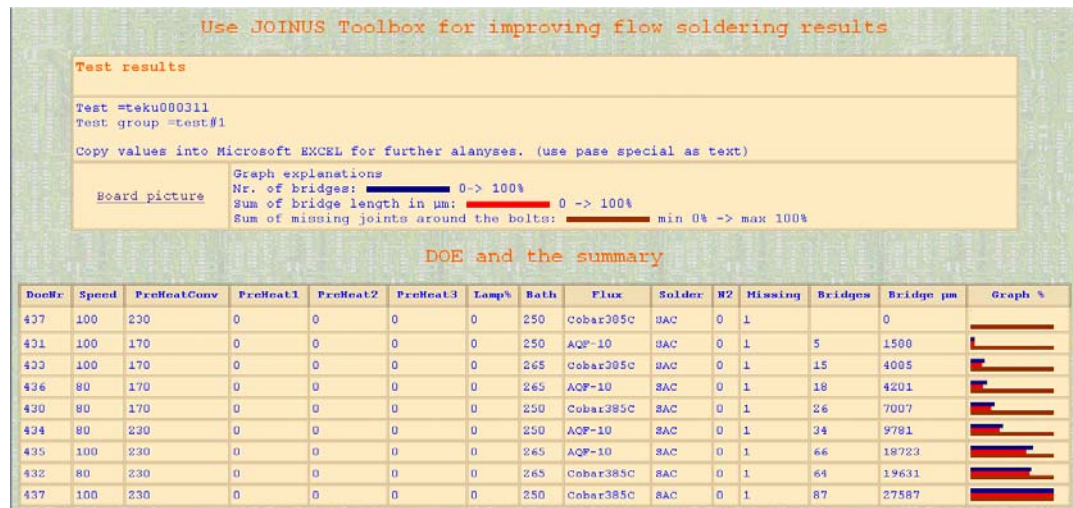 Use JOINUS Toolbox for improving flow soldering results
Test results
Test =teku080311
Test group =test#1
Copy values into Microsoft EXCEL for further alanyses. (use pase special as text)
Board picture
Graph explanations
Nr. of bridges: 0-> 100%
Sum of bridge length in µm: 0 -> 100%
Sum of missing joints around the bolts: min 0% -> max 100%
DOE and the summary
DoeNr Speed PreHeatConv PreHeat1 PreHeat2 PreHeat3 Lamp% Bath Flux Solder N2 Missing Bridges Bridge µm Graph %
437 100 230 0 0 0 0 250 Cobar385C SAC 0 1 0
431 100 170 0 0 0 0 250 AQF-10 SAC 0 1 5 1588
433 100 170 0 0 0 0 265 Cobar385C SAC 0 1 15 4085
436 80 170 0 0 0 0 265 AQF-10 SAC 0 1 18 4201
430 80 170 0 0 0 0 250 Cobar385C SAC 0 1 26 7007
434 80 230 0 0 0 0 250 AQF-10 SAC 0 1 34 9781
435 100 230 0 0 0 0 265 AQF-10 SAC 0 1 66 18723
432 80 230 0 0 0 0 265 Cobar385C SAC 0 1 64 19631
437 100 230 0 0 0 0 250 Cobar385C SAC 0 1 87 27587